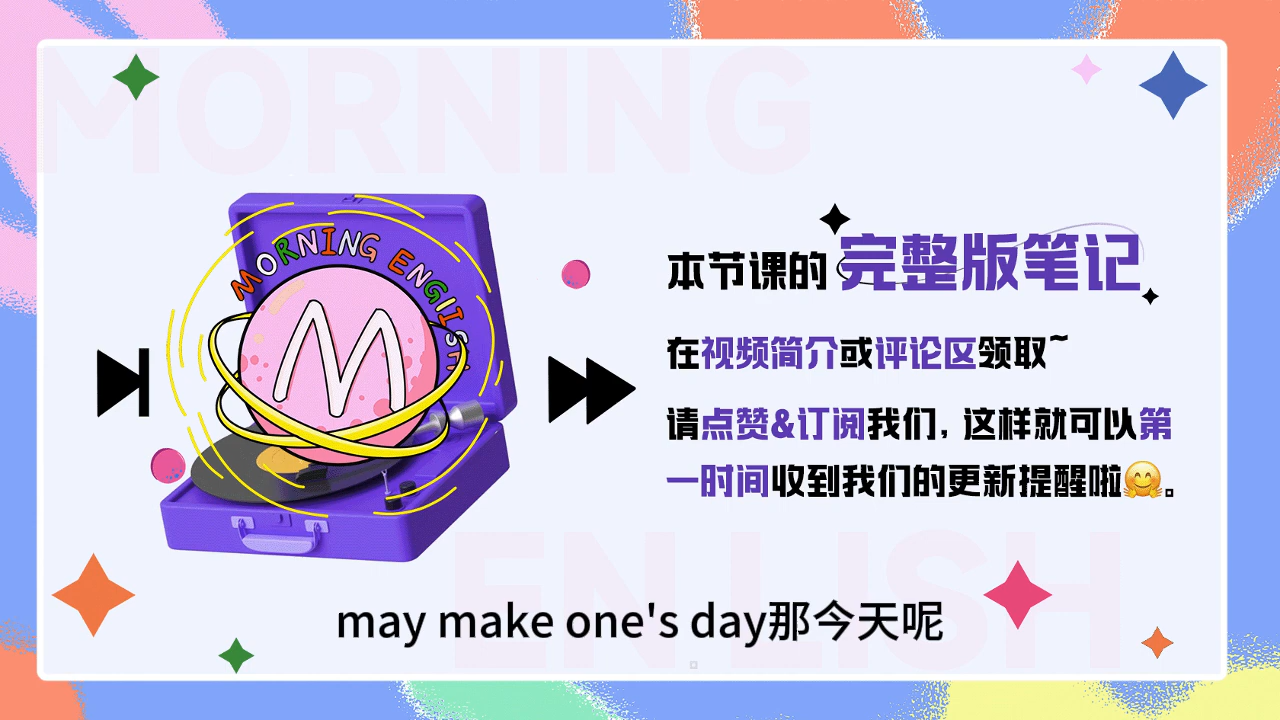 MORNING
MORNING ENGlISH
M
本节课的 完整版笔记
在视频简介或评论区领取~
请点赞&订阅我们, 这样就可以第
一时间收到我们的更新提醒啦🤗。
EN LISH
may make one's day那今天呢